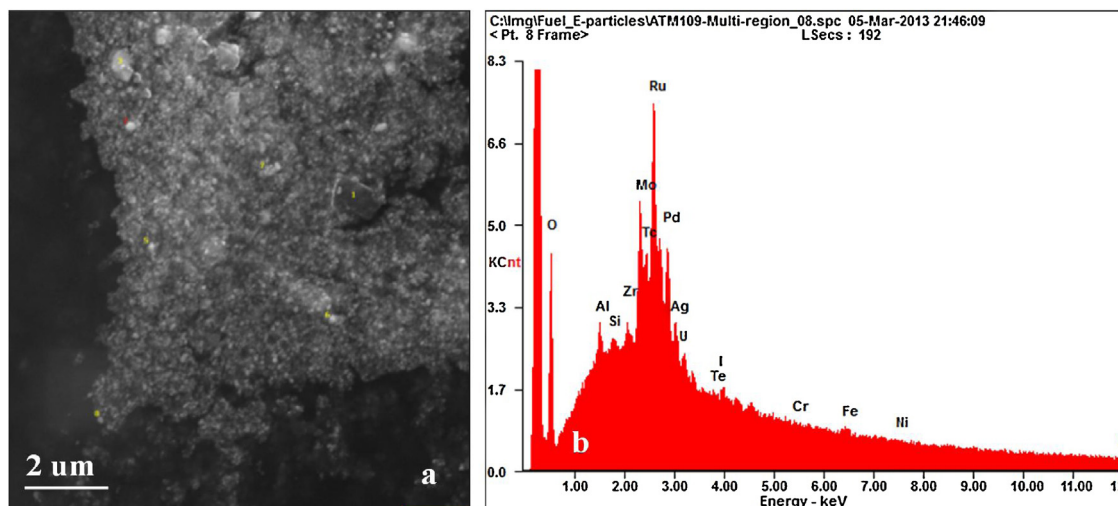 2 um
a
C:\Img\Fuel_E-particles\ATM109-Multi-region_08.spc 05-Mar-2013 21:46:09
< Pt. 8 Frame> LSecs : 192
8.3
6.6
5.0
KCnt
3.3
1.7
0.0
O
Al
Si
Zr
Mo
Tc
Ru
Pd
Ag
U
I
Te
Cr
Fe
Ni
b
1.00 2.00 3.00 4.00 5.00 6.00 7.00 8.00 9.00 10.00 11.00
Energy - keV